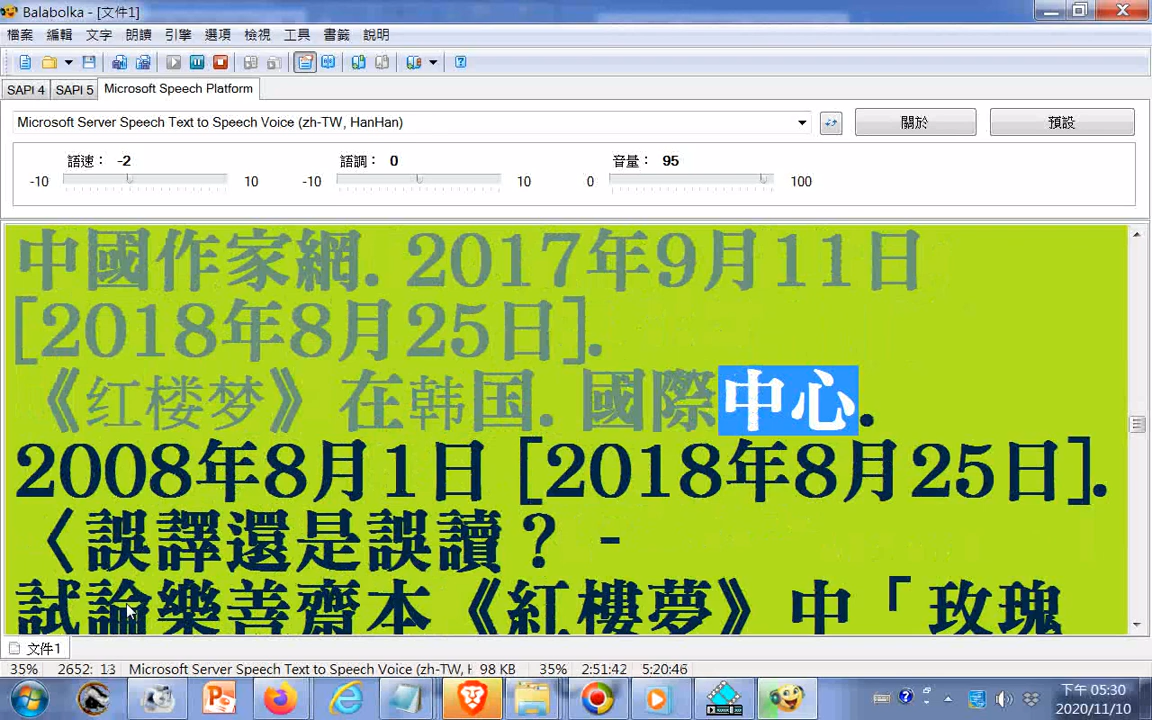 Balabolka - [文件1]
檔案 編輯 文字 朗讀 引擎 選項 檢視 工具 書籤 說明
SAPI 4 SAPI 5 Microsoft Speech Platform
Microsoft Server Speech Text to Speech Voice (zh-TW, HanHan) 關於 預設
語速： -2 語調： 0 音量： 95
-10 10 -10 10 0 100
中國作家網. 2017年9月11日
[2018年8月25日].
《红楼梦》 在韩国. 國際中心.
2008年8月1日 [2018年8月25日].
〈誤譯還是誤讀？ -
試論樂善齋本《紅樓夢》中「玫瑰
文件1
35% 2652: 13 Microsoft Server Speech Text to Speech Voice (zh-TW, H 98 KB 35% 2:51:42 5:20:46
下午 05:30
2020/11/10